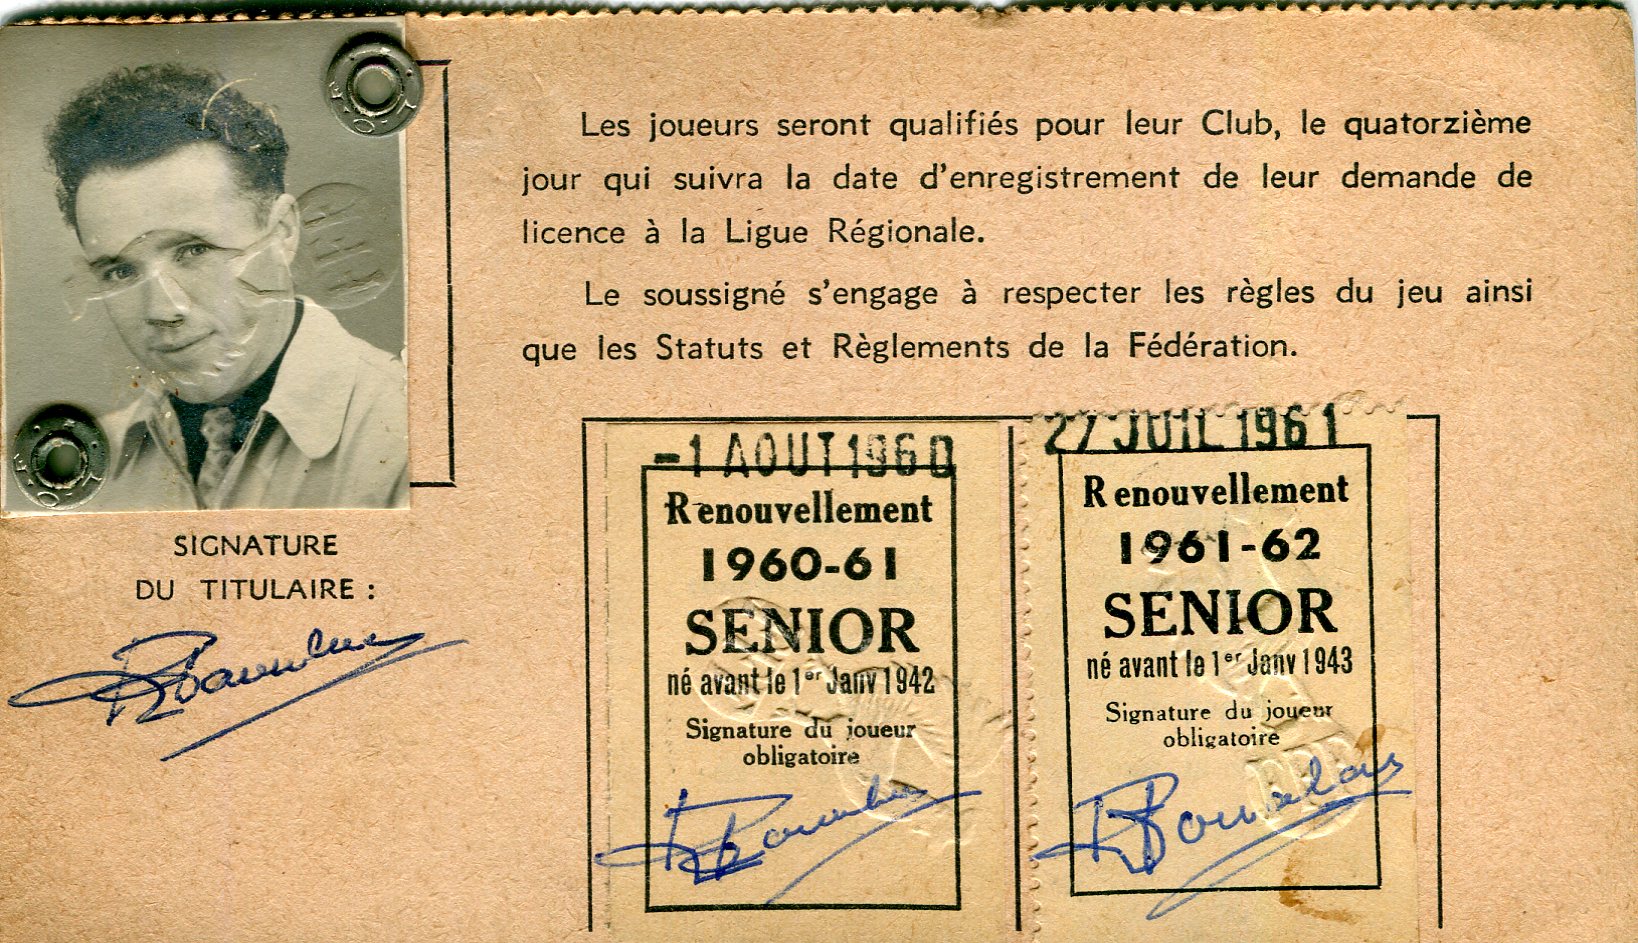 Les joueurs seront qualifiés pour leur Club, le quatorzième
jour qui suivra la date d'enregistrement de leur demande de
licence à la Ligue Régionale.
Le soussigné s'engage à respecter les règles du jeu ainsi
que les Statuts et Règlements de la Fédération.
SIGNATURE
DU TITULAIRE :
-1 AOUT 1960
Renouvellement
1960-61
SENIOR
né avant le 1er Janv 1942
Signature du joueur
obligatoire
27 JUIL 1961
Renouvellement
1961-62
SENIOR
né avant le 1er Janv 1943
Signature du joueur
obligatoire